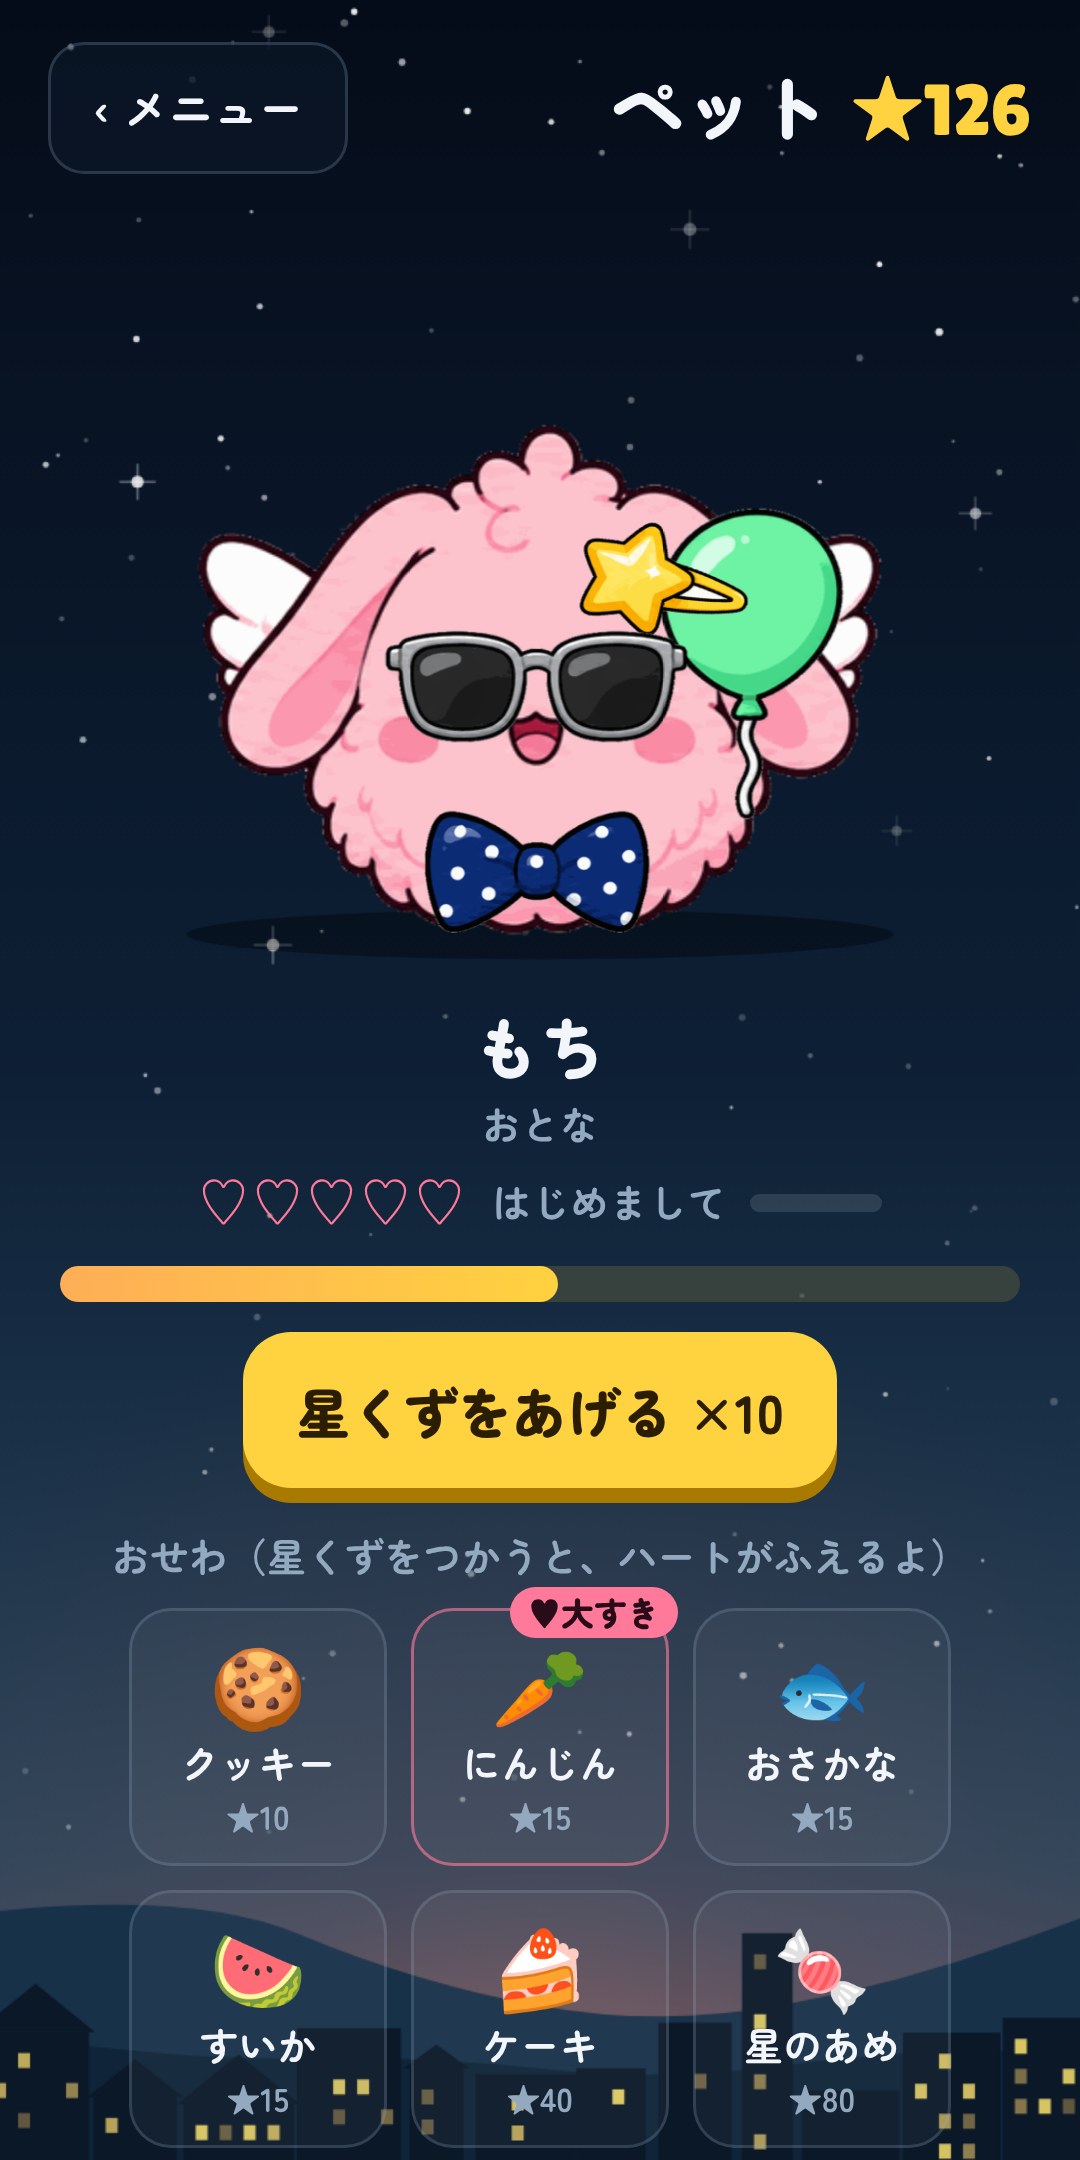 ‹ メニュー
ペット ★126
もち
おとな
♡♡♡♡♡ はじめまして
星くずをあげる ×10
おせわ（星くずをつかうと、ハートがふえるよ）
♥大すき
クッキー
★10
にんじん
★15
おさかな
★15
すいか
★15
ケーキ
★40
星のあめ
★80